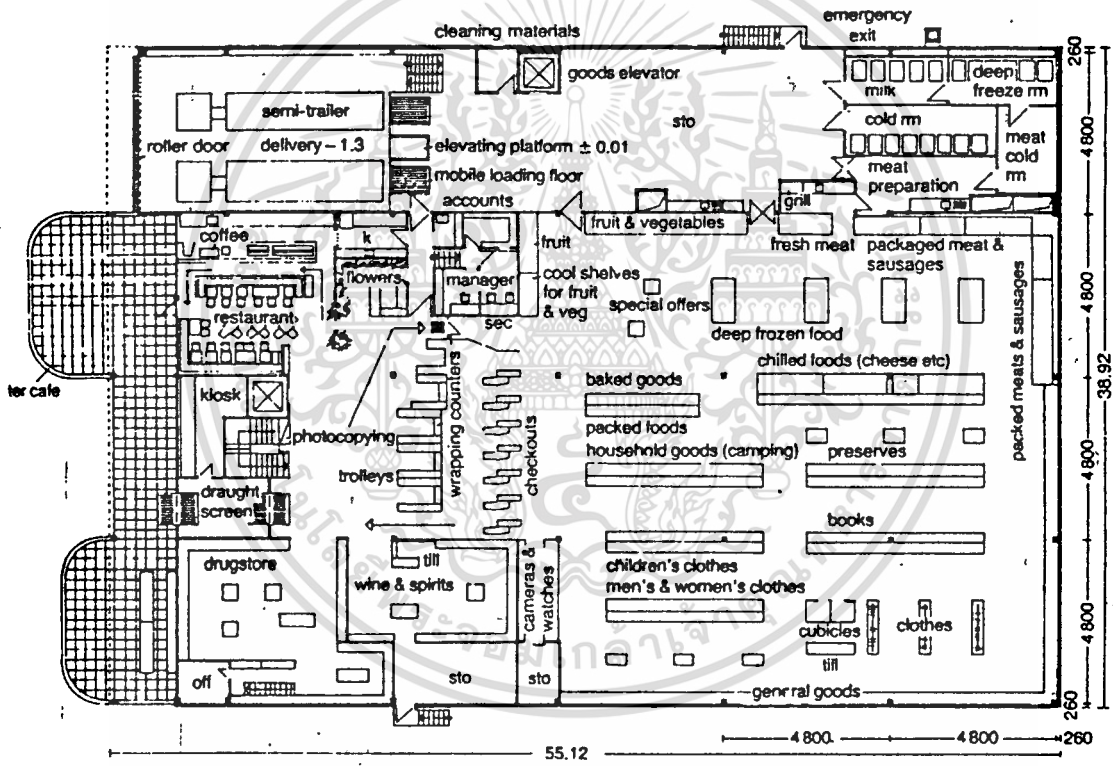 emergency
exit
cleaning materials
goods elevator
milk
deep
freeze rm
semi-trailer
sto
cold rm
roller door
delivery – 1.3
elevating platform ± 0.01
meat
cold
rm
mobile loading floor
meat
preparation
accounts
grill
coffee
k
fruit
fruit & vegetables
fresh meat
packaged meat &
sausages
flowers
manager
cool shelves
for fruit
& veg
special offers
restaurant
sec
deep frozen food
packed meats & sausages
ter cafe
kiosk
baked goods
chilled foods (cheese etc)
photocopying
wrapping counters
checkouts
packed foods
household goods (camping)
preserves
trolleys
draught
screen
books
drugstore
till
wine & spirits
cameras &
watches
children's clothes
men's & women's clothes
cubicles
clothes
till
off
sto
sto
general goods
260
4 800
4 800
4 800
4 800
38.92
260
4 800
4 800
260
55.12